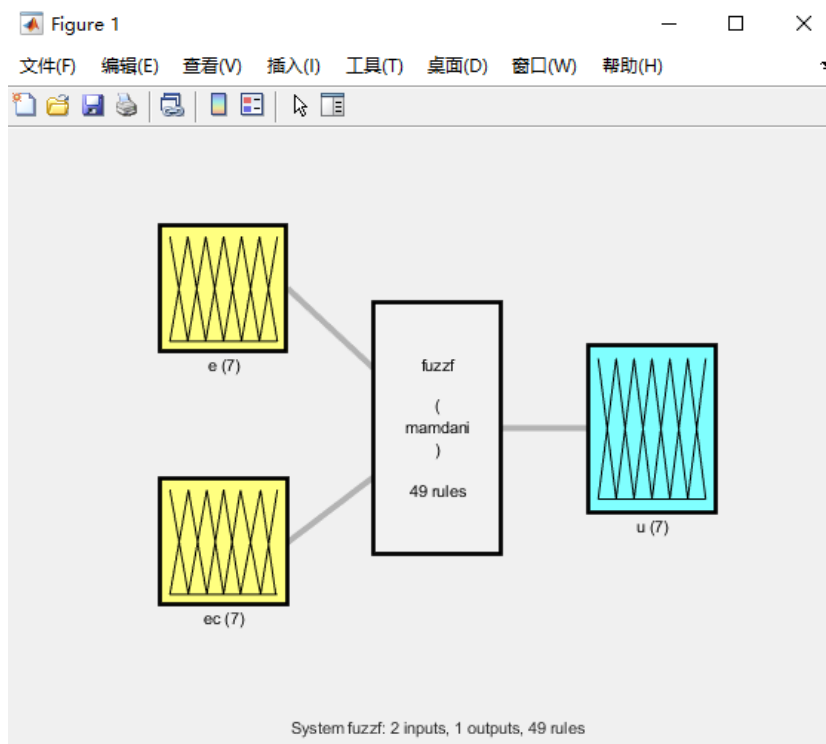 Figure 1
文件(F) 编辑(E) 查看(V) 插入(I) 工具(T) 桌面(D) 窗口(W) 帮助(H)
e (7)
fuzzf
(
mamdani
)
49 rules
u (7)
ec (7)
System fuzzf: 2 inputs, 1 outputs, 49 rules